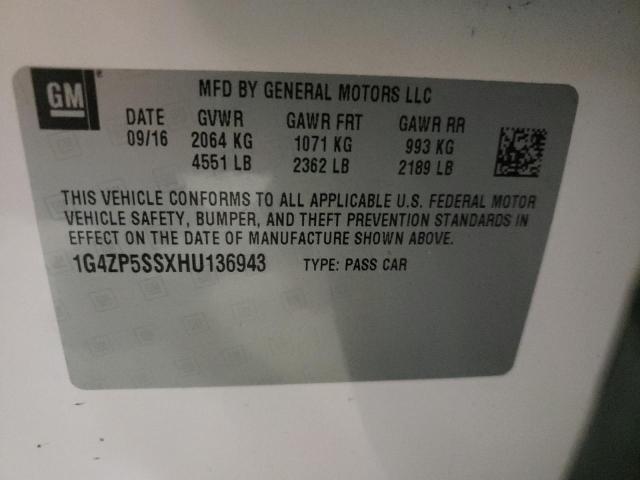 GM ®
MFD BY GENERAL MOTORS LLC
DATE GVWR GAWR FRT GAWR RR
09/16 2064 KG 1071 KG 993 KG
4551 LB 2362 LB 2189 LB
THIS VEHICLE CONFORMS TO ALL APPLICABLE U.S. FEDERAL MOTOR
VEHICLE SAFETY, BUMPER, AND THEFT PREVENTION STANDARDS IN
EFFECT ON THE DATE OF MANUFACTURE SHOWN ABOVE.
1G4ZP5SSXHU136943 TYPE: PASS CAR